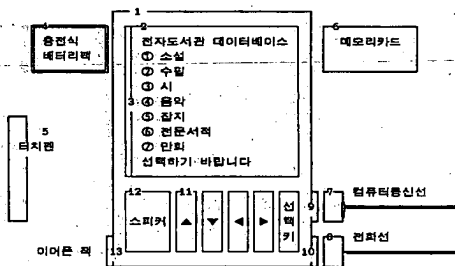 1
4
충전식
배터리팩
2
전자도서관 데이터베이스
① 소설
② 수필
③ 시
3 ④ 음악
⑤ 잡지
⑥ 전문서적
⑦ 만화
선택하기 바랍니다
6
메모리카드
5
터치펜
12
스피커
11
▲ ▼ ◀ ▶
선택키
9
7
컴퓨터통신선
이어폰 잭
13
10
8
전화선